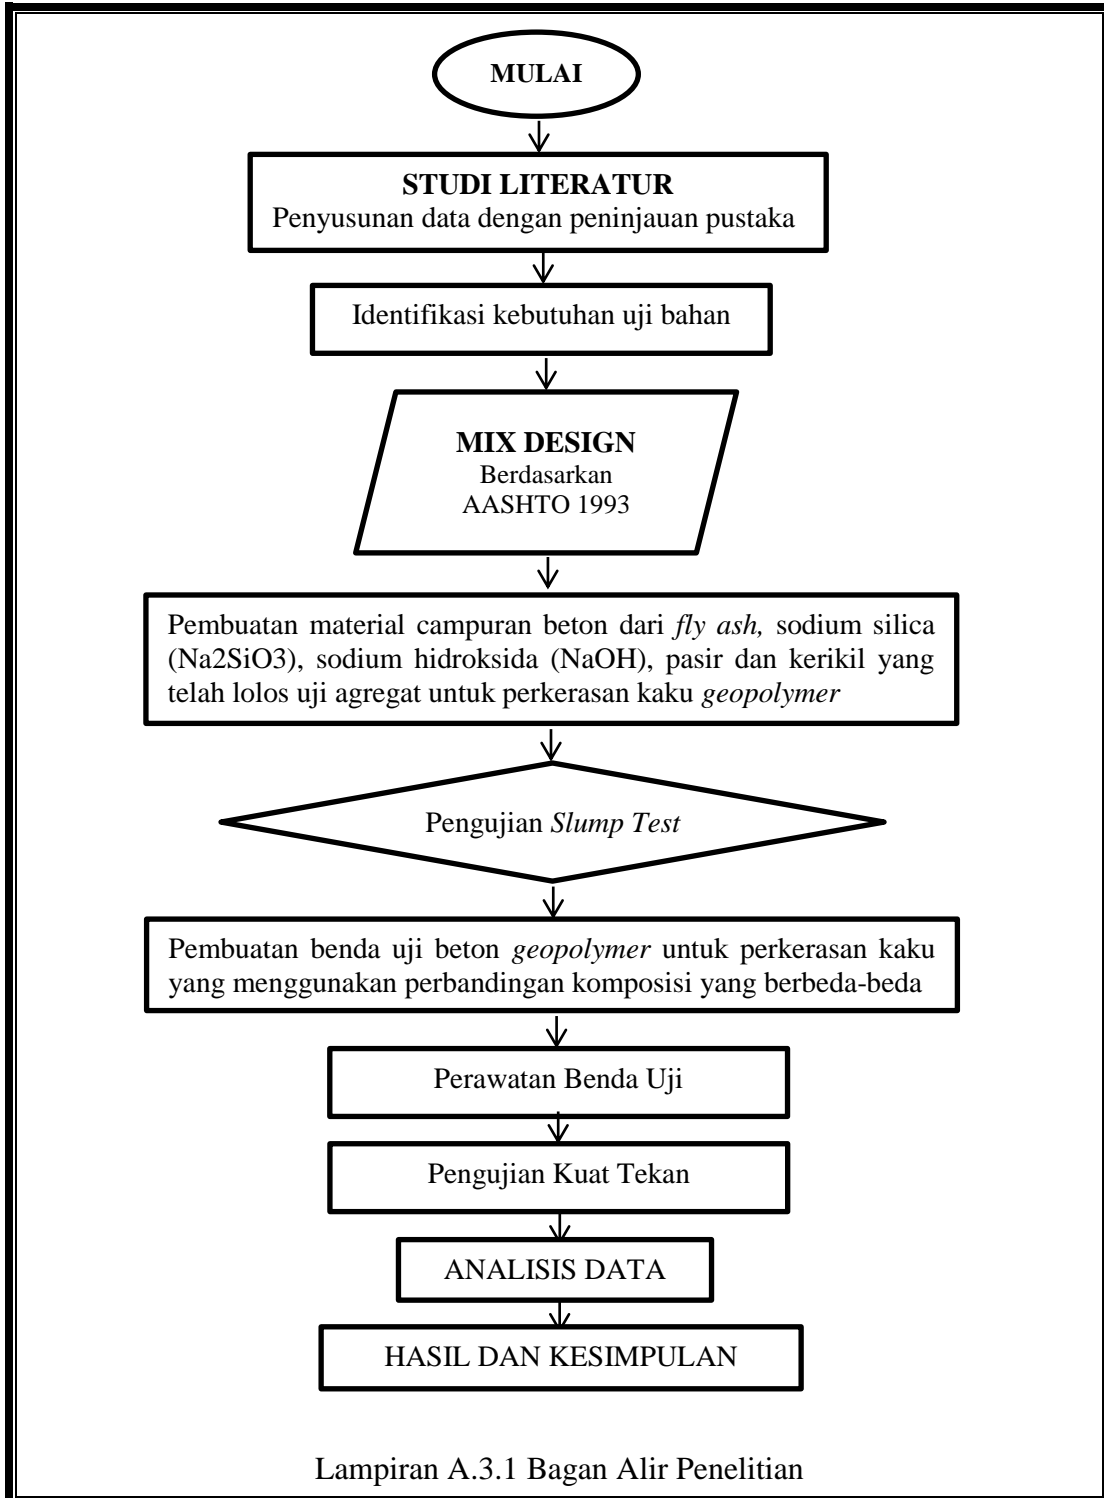 MULAI
STUDI LITERATUR
Penyusunan data dengan peninjauan pustaka
Identifikasi kebutuhan uji bahan
MIX DESIGN
Berdasarkan
AASHTO 1993
Pembuatan material campuran beton dari fly ash, sodium silica
(Na2SiO3), sodium hidroksida (NaOH), pasir dan kerikil yang
telah lolos uji agregat untuk perkerasan kaku geopolymer
Pengujian Slump Test
Pembuatan benda uji beton geopolymer untuk perkerasan kaku
yang menggunakan perbandingan komposisi yang berbeda-beda
Perawatan Benda Uji
Pengujian Kuat Tekan
ANALISIS DATA
HASIL DAN KESIMPULAN
Lampiran A.3.1 Bagan Alir Penelitian